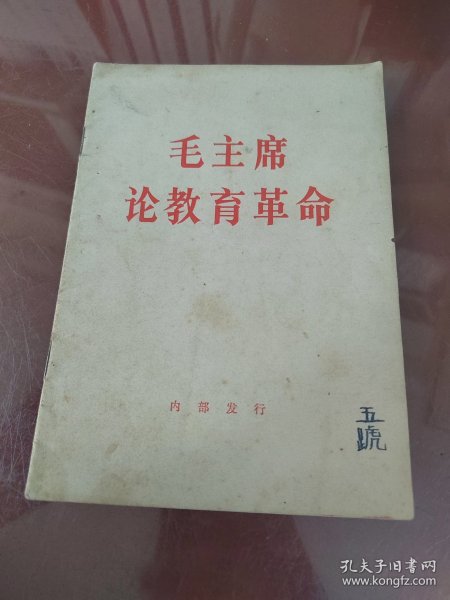 毛主席
论教育革命
内部发行
五
號
孔夫子旧书网
www.kongfz.com